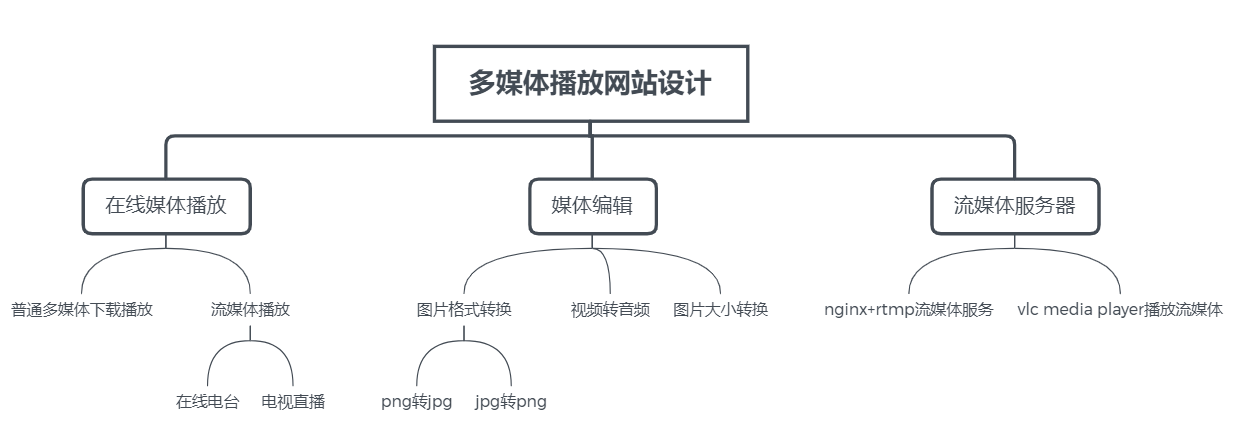 多媒体播放网站设计
在线媒体播放
媒体编辑
流媒体服务器
普通多媒体下载播放
流媒体播放
图片格式转换
视频转音频
图片大小转换
nginx+rtmp流媒体服务
vlc media player播放流媒体
在线电台
电视直播
png转jpg
jpg转png